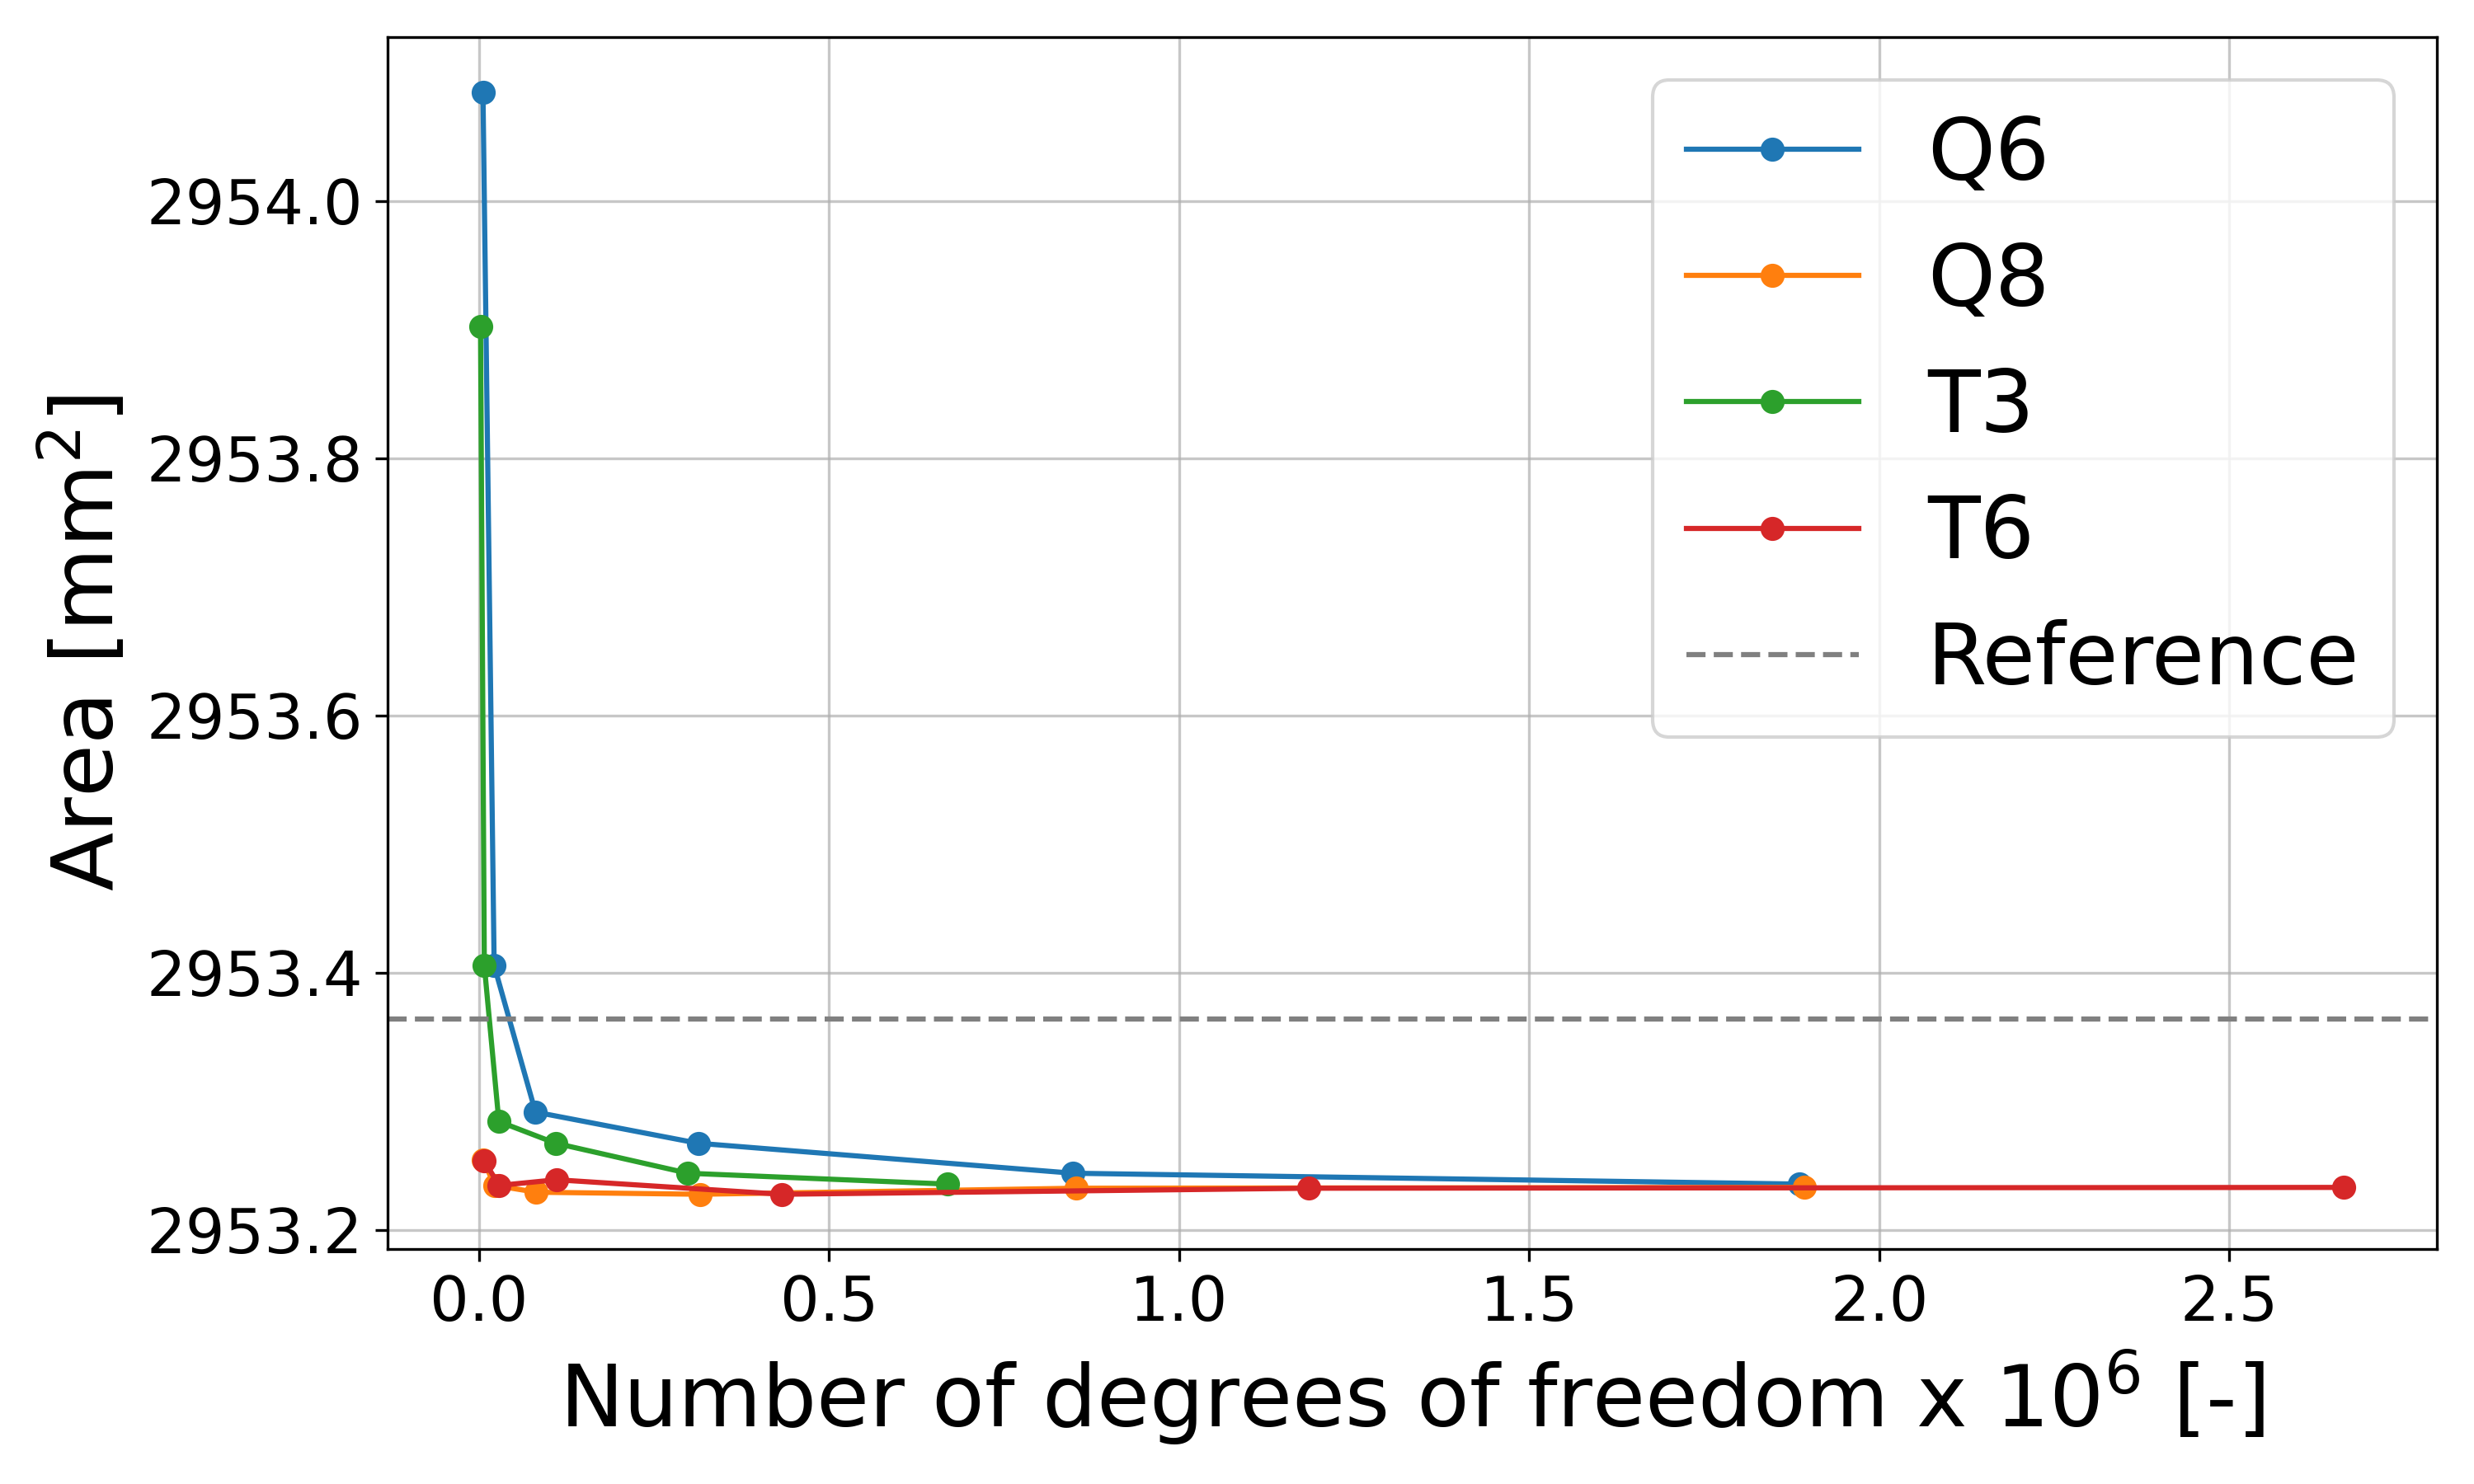 Q6
Q8
T3
T6
Reference
Area [mm²]
2954.0
2953.8
2953.6
2953.4
2953.2
0.0 0.5 1.0 1.5 2.0 2.5
Number of degrees of freedom x 10⁶ [-]